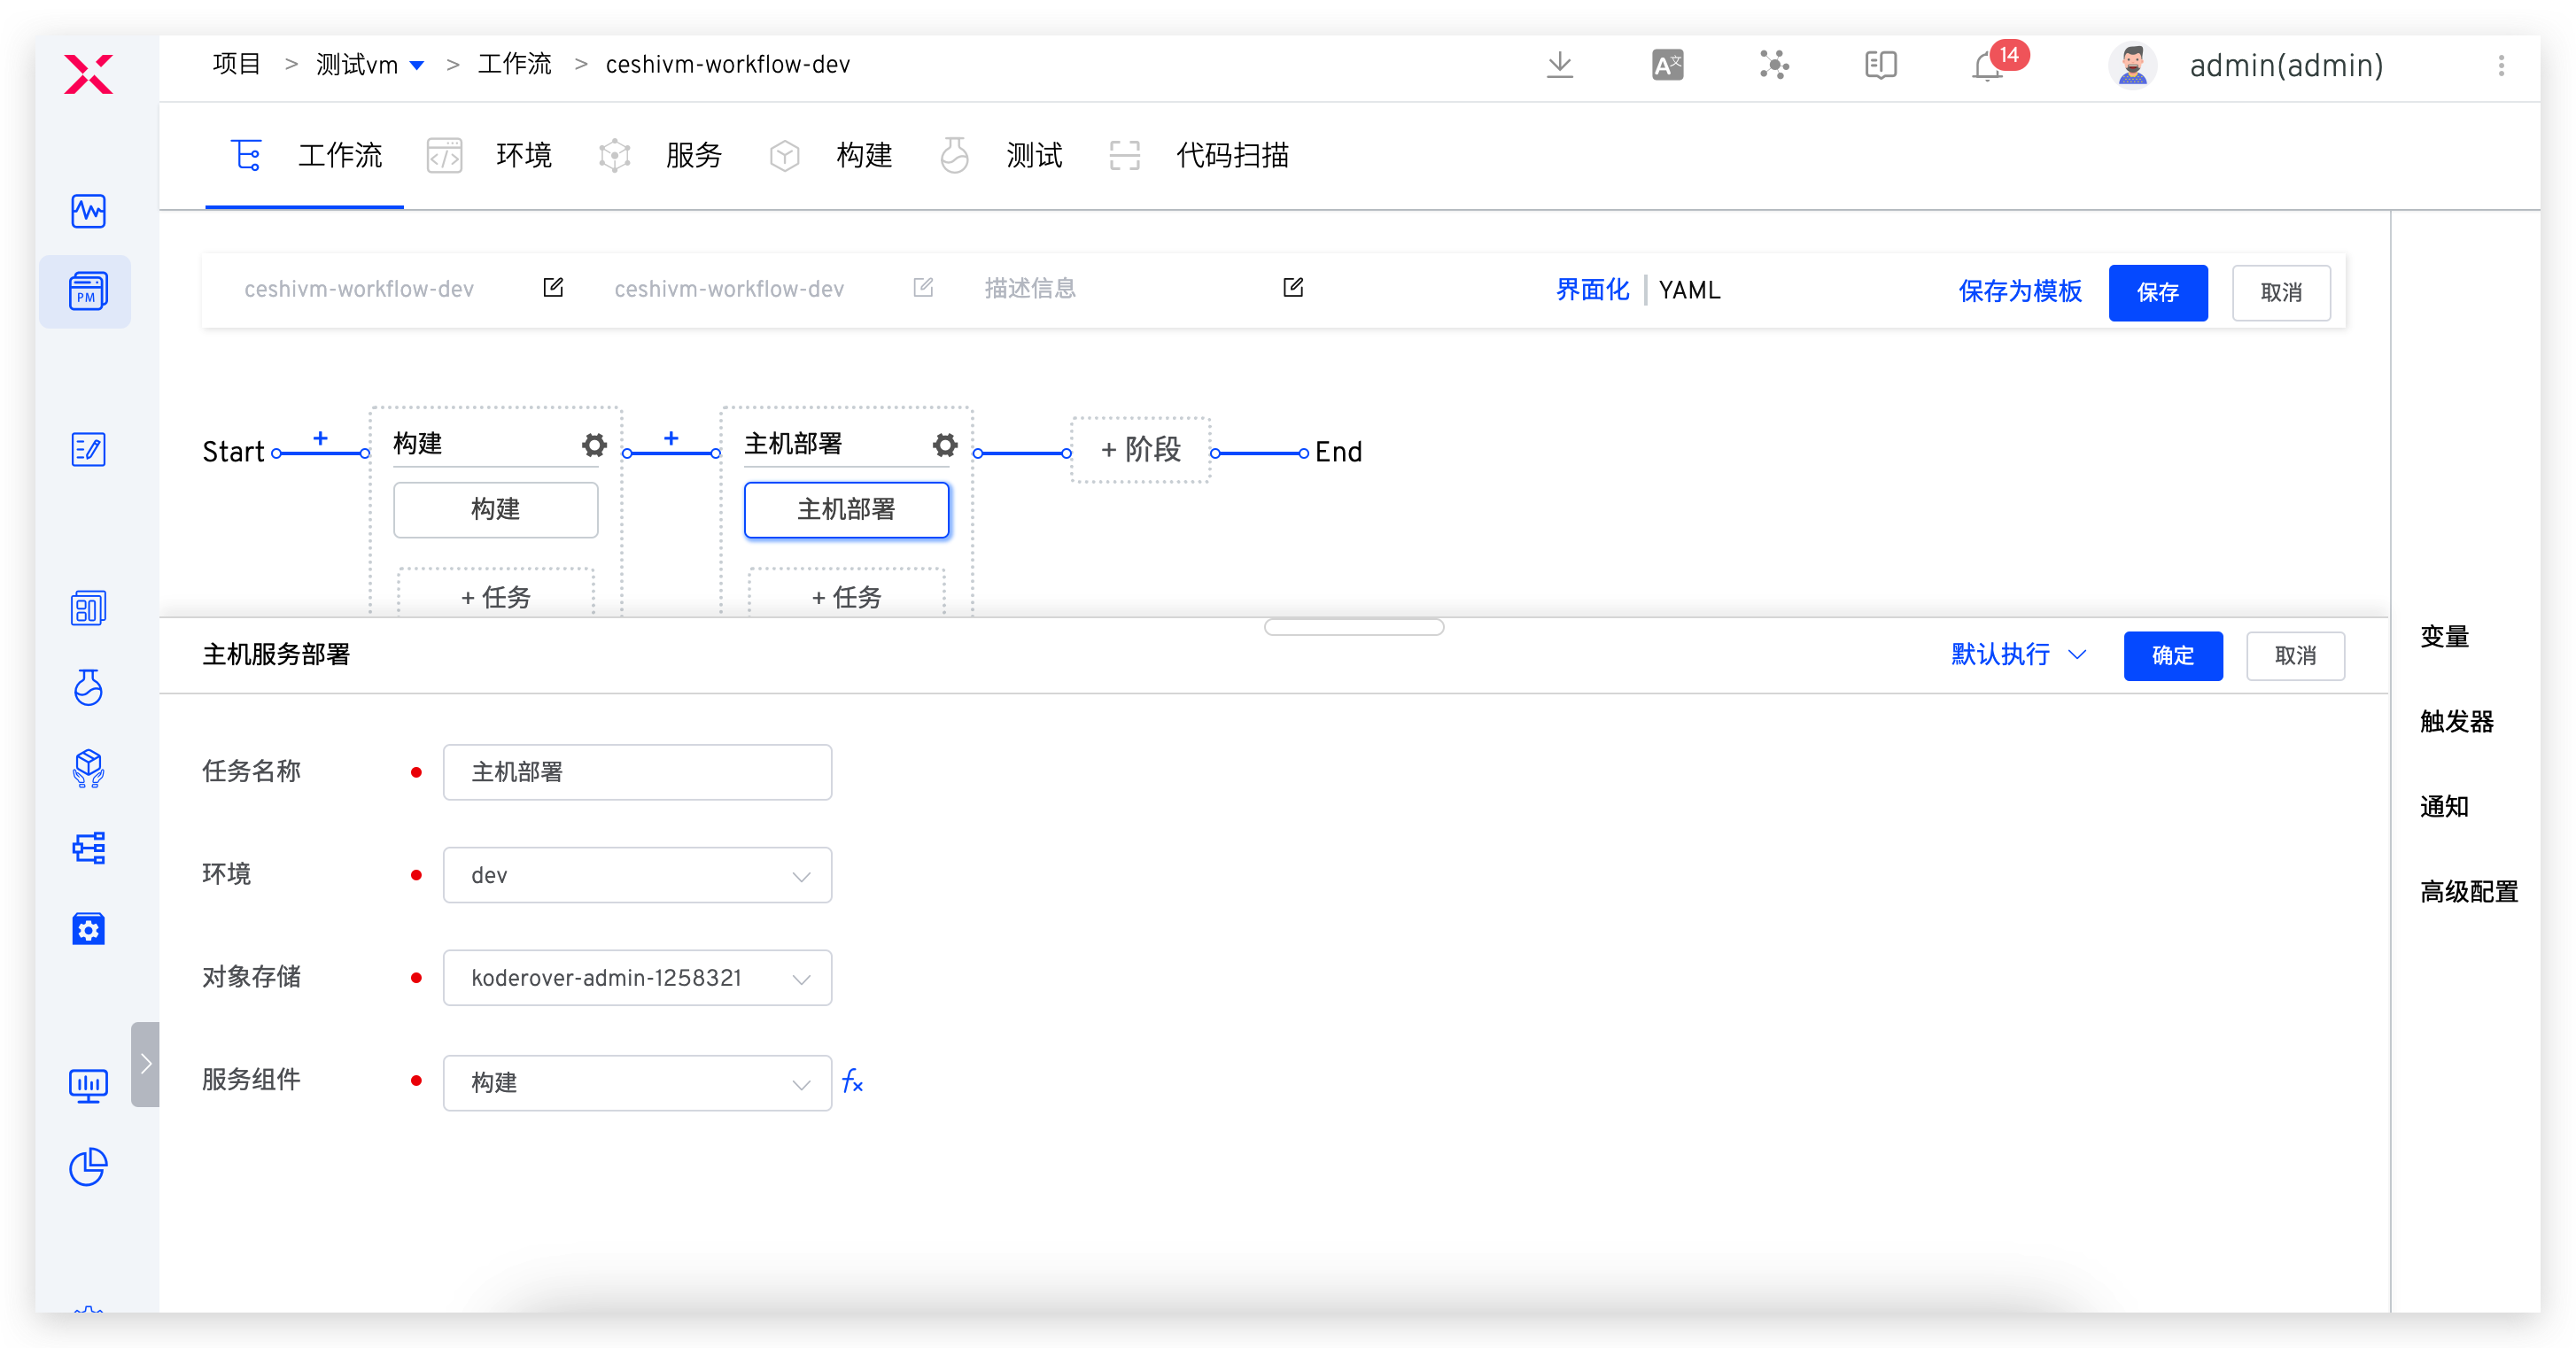 项目 > 测试vm > 工作流 > ceshivm-workflow-dev
A文
14
admin(admin)
工作流 环境 服务 构建 测试 代码扫描
PM
ceshivm-workflow-dev ceshivm-workflow-dev 描述信息 界面化 | YAML 保存为模板 保存 取消
Start + 构建 + 主机部署 + 阶段 End
构建 主机部署
+ 任务 + 任务
主机服务部署 默认执行 确定 取消
变量
触发器
通知
高级配置
任务名称 主机部署
环境 dev
对象存储 koderover-admin-1258321
服务组件 构建 fx